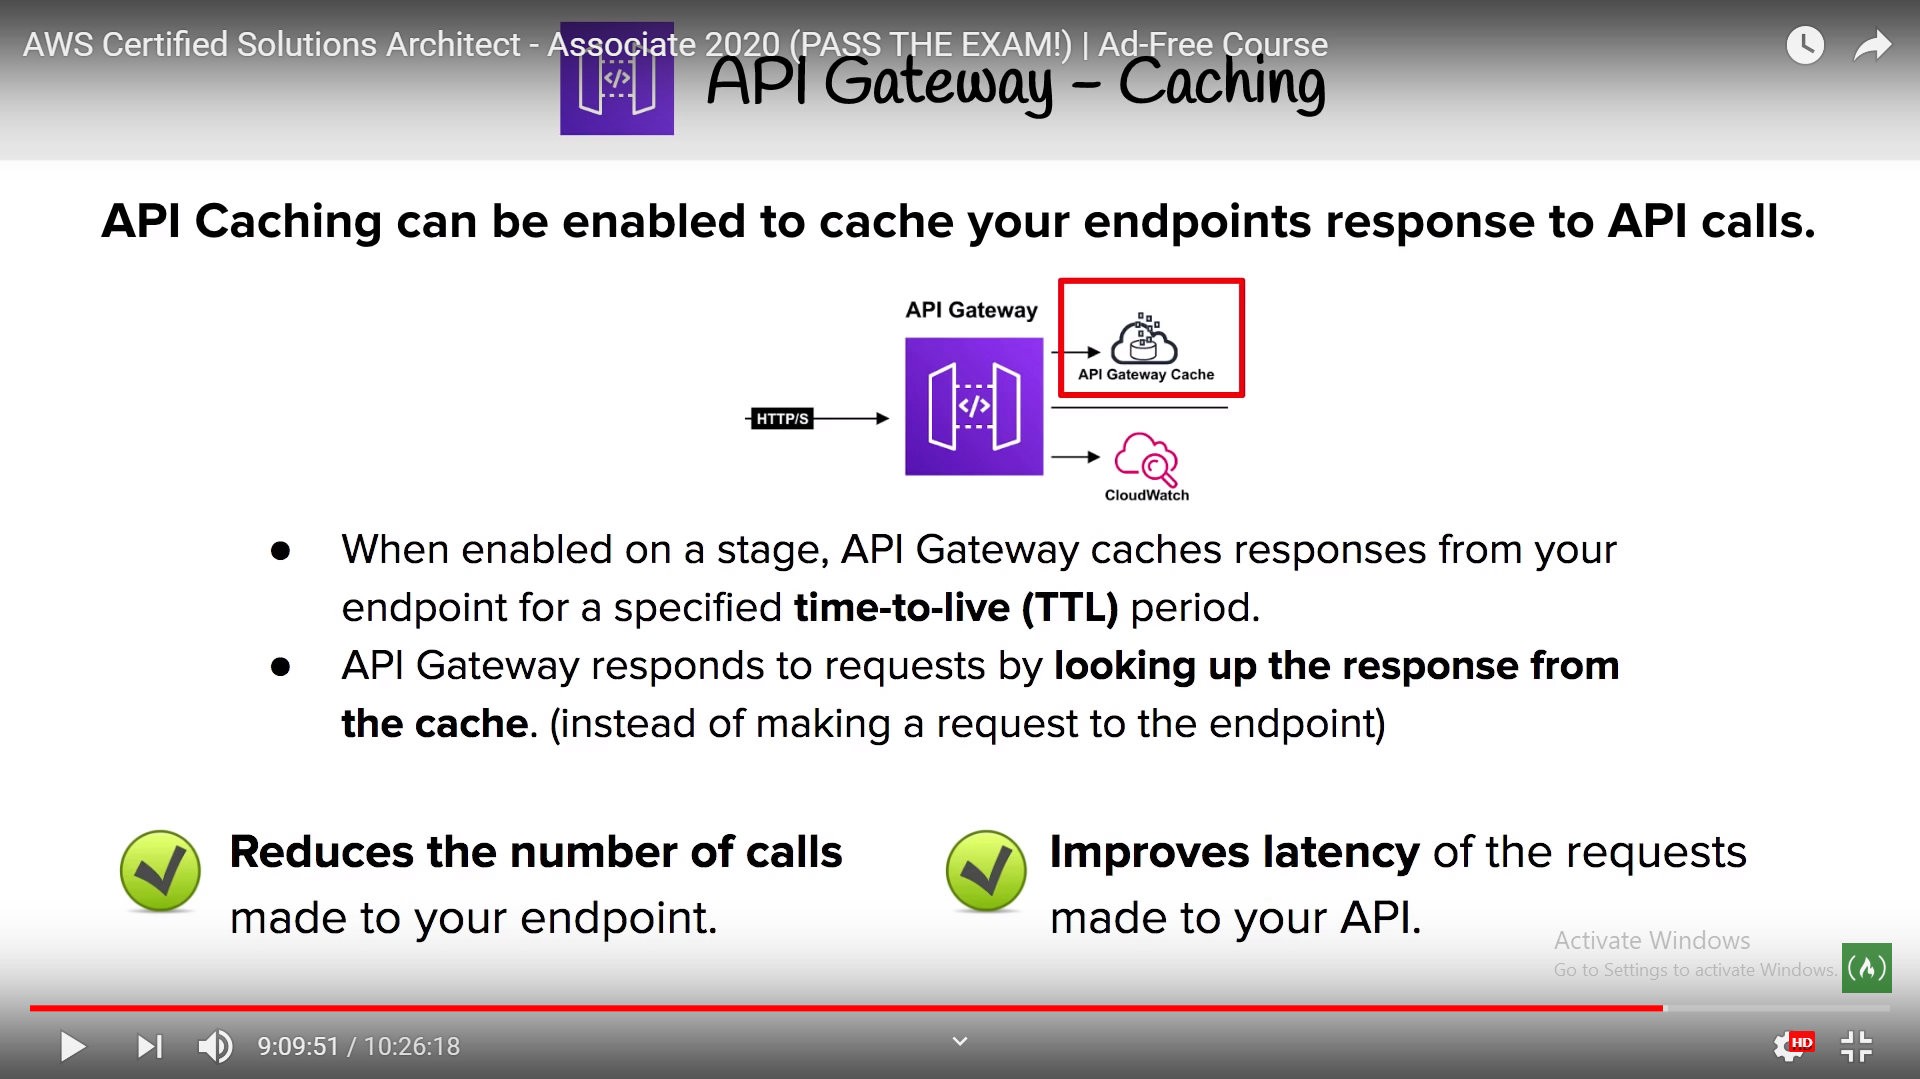 AWS Certified Solutions Architect - Associate 2020 (PASS THE EXAM!) | Ad-Free Course
</> API Gateway – Caching
API Caching can be enabled to cache your endpoints response to API calls.
API Gateway
API Gateway Cache
HTTP/S
</>
CloudWatch
● When enabled on a stage, API Gateway caches responses from your
endpoint for a specified time-to-live (TTL) period.
● API Gateway responds to requests by looking up the response from
the cache. (instead of making a request to the endpoint)
Reduces the number of calls
made to your endpoint.
Improves latency of the requests
made to your API.
Activate Windows
Go to Settings to activate Windows.
9:09:51 / 10:26:18
HD